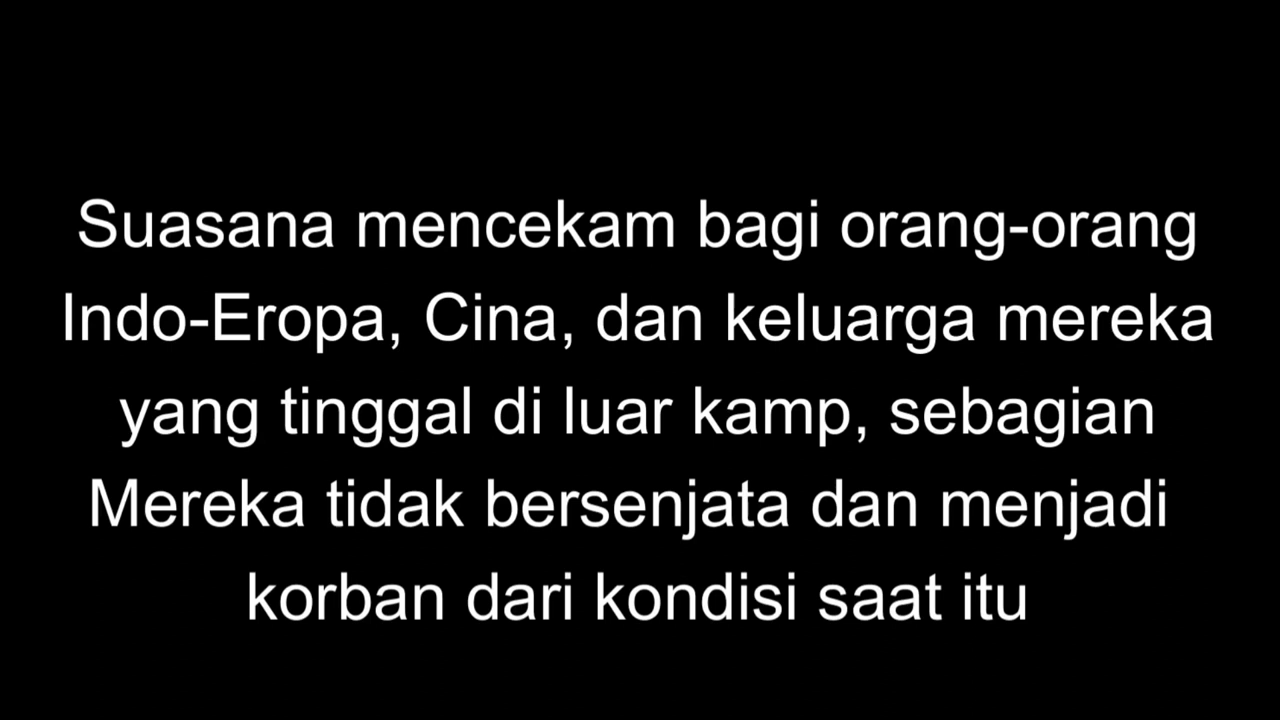 Suasana mencekam bagi orang-orang
Indo-Eropa, Cina, dan keluarga mereka
yang tinggal di luar kamp, sebagian
Mereka tidak bersenjata dan menjadi
korban dari kondisi saat itu